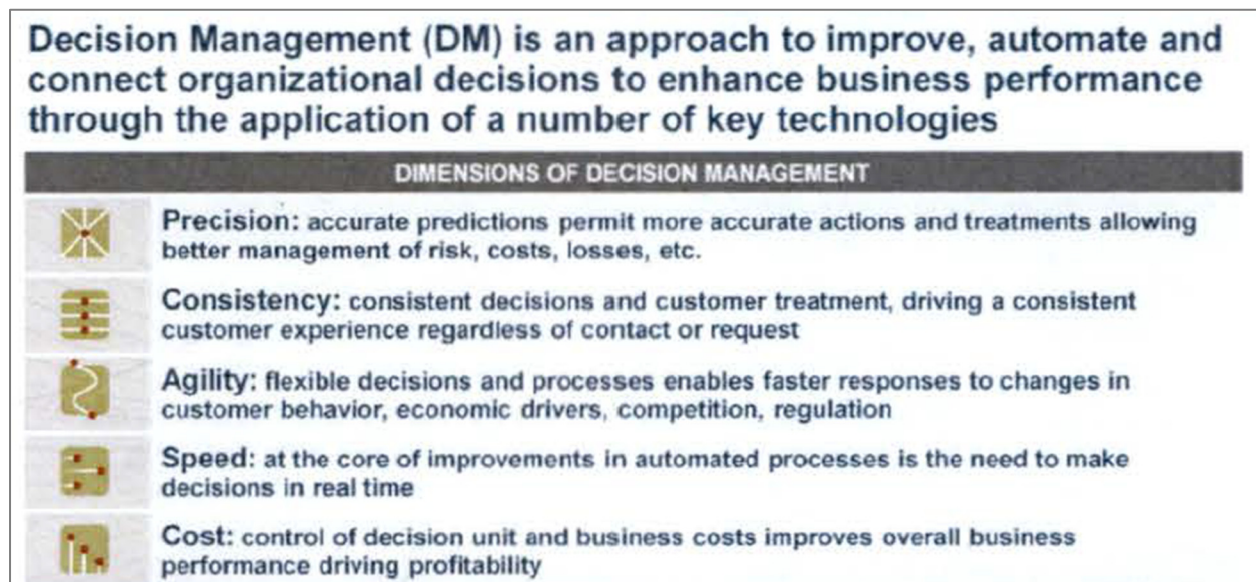 Decision Management (DM) is an approach to improve, automate and
connect organizational decisions to enhance business performance
through the application of a number of key technologies
DIMENSIONS OF DECISION MANAGEMENT
Precision: accurate predictions permit more accurate actions and treatments allowing
better management of risk, costs, losses, etc.
Consistency: consistent decisions and customer treatment, driving a consistent
customer experience regardless of contact or request
Agility: flexible decisions and processes enables faster responses to changes in
customer behavior, economic drivers, competition, regulation
Speed: at the core of improvements in automated processes is the need to make
decisions in real time
Cost: control of decision unit and business costs improves overall business
performance driving profitability